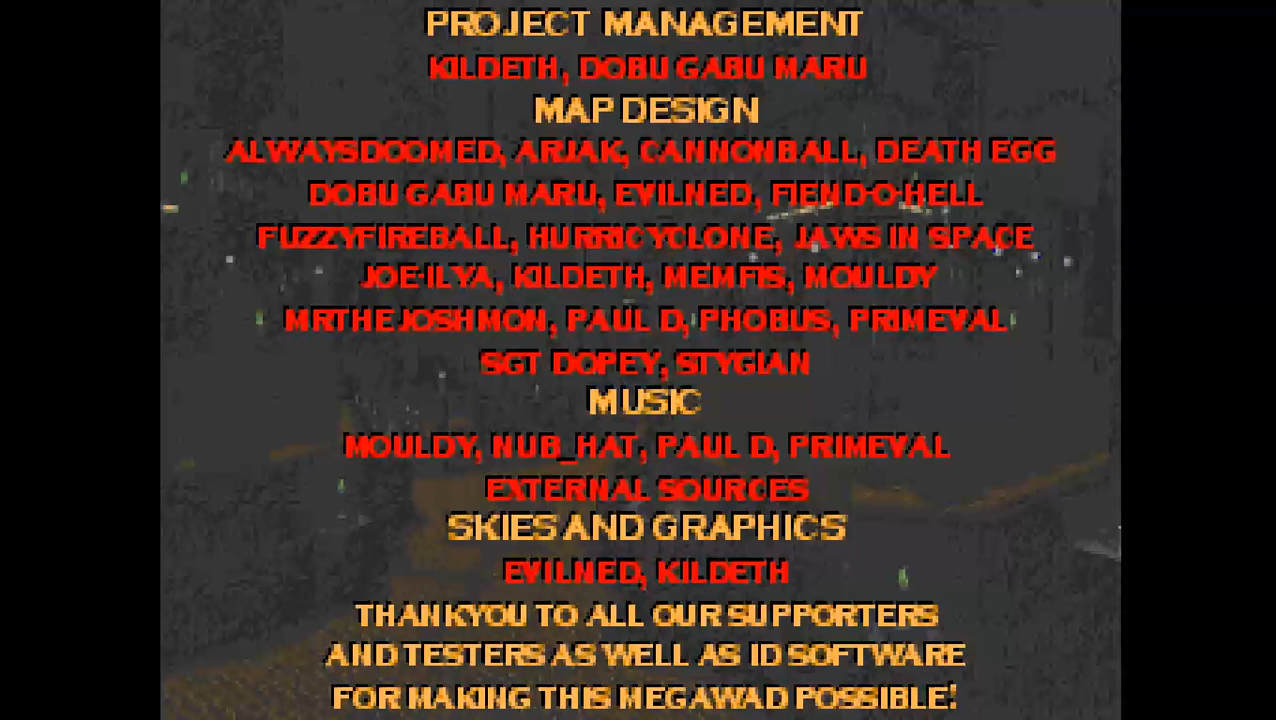 PROJECT MANAGEMENT
KILDETH, DOBU GABU MARU
MAP DESIGN
ALWAYSDOOMED, ARJAK, CANNONBALL, DEATH EGG
DOBU GABU MARU, EVILNED, FIEND-O-HELL
FUZZYFIREBALL, HURRICYCLONE, JAWS IN SPACE
JOE-ILYA, KILDETH, MEMFIS, MOULDY
MRTHEJOSHMON, PAUL D, PHOBUS, PRIMEVAL
SGT DOPEY, STYGIAN
MUSIC
MOULDY, NUB_HAT, PAUL D, PRIMEVAL
EXTERNAL SOURCES
SKIES AND GRAPHICS
EVILNED, KILDETH
THANKYOU TO ALL OUR SUPPORTERS
AND TESTERS AS WELL AS ID SOFTWARE
FOR MAKING THIS MEGAWAD POSSIBLE!